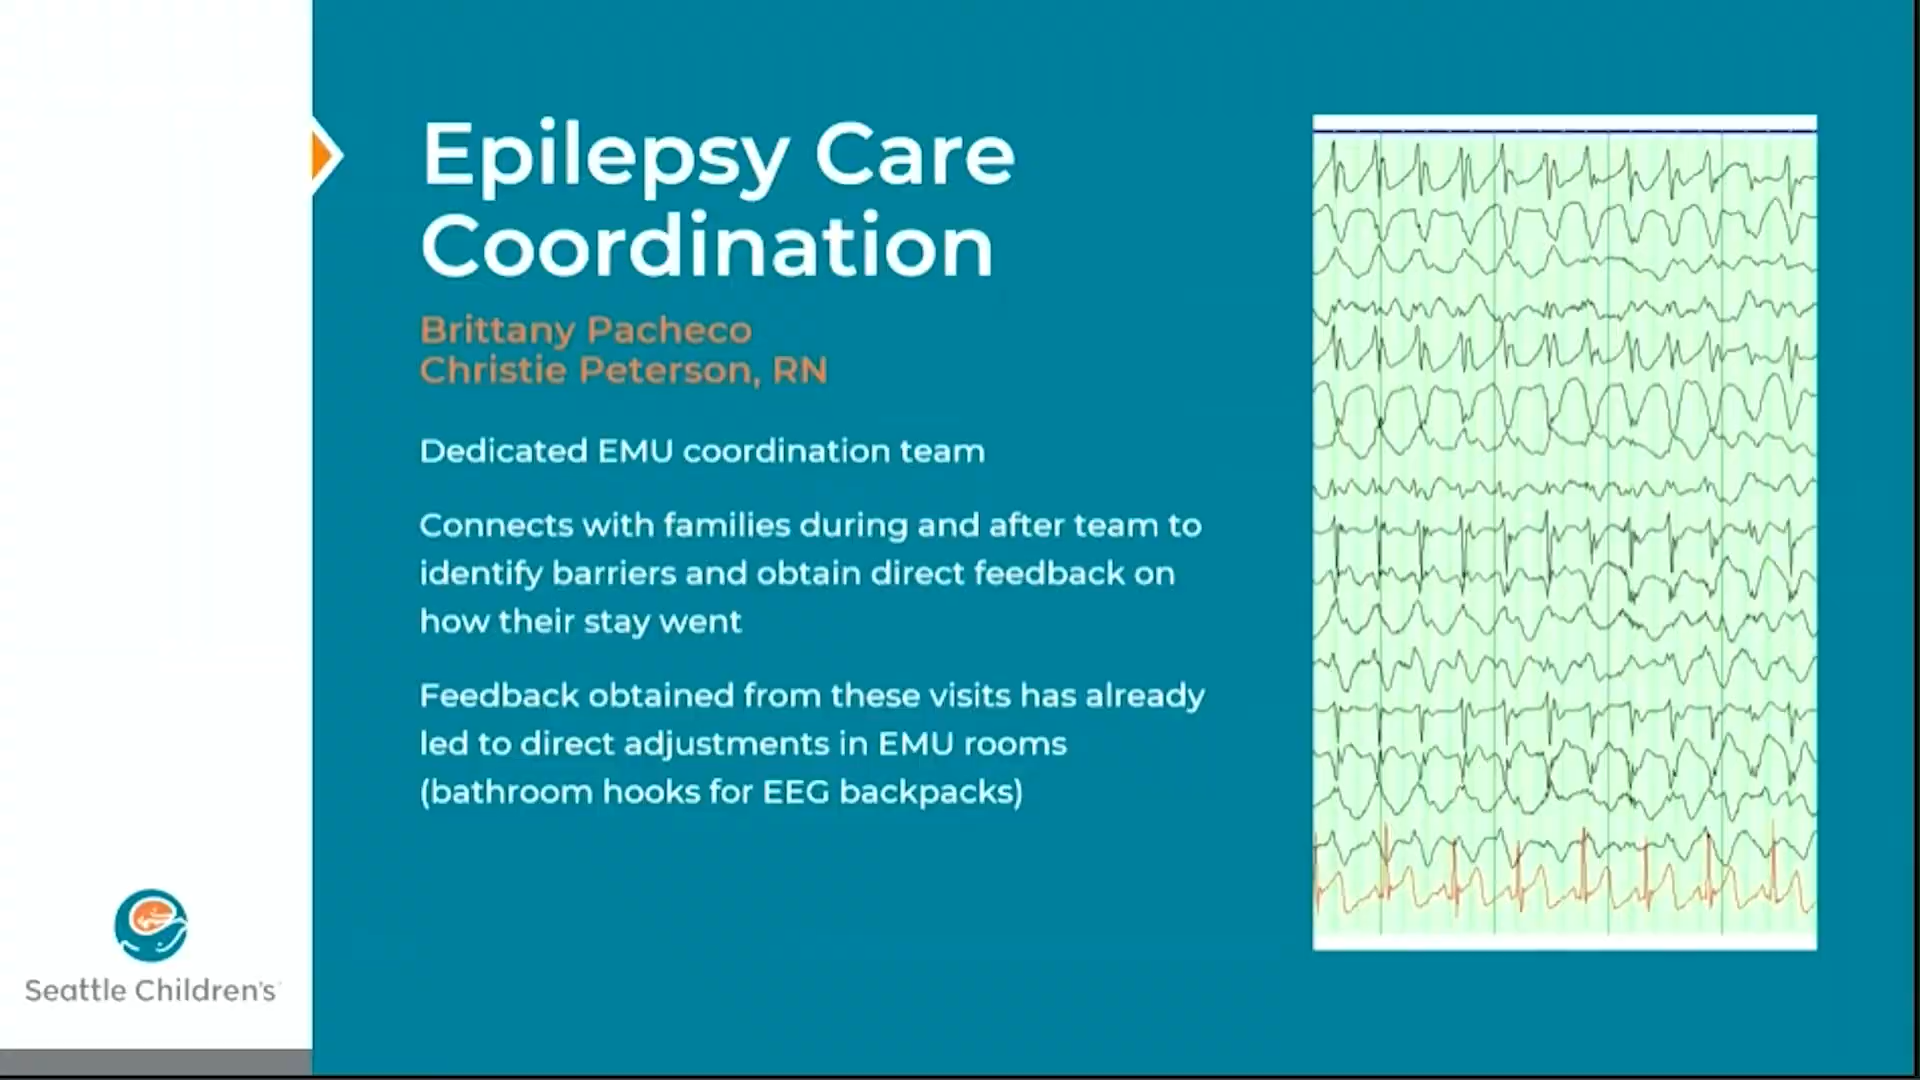 Epilepsy Care
Coordination
Brittany Pacheco
Christie Peterson, RN
Dedicated EMU coordination team
Connects with families during and after team to
identify barriers and obtain direct feedback on
how their stay went
Feedback obtained from these visits has already
led to direct adjustments in EMU rooms
(bathroom hooks for EEG backpacks)
Seattle Children's